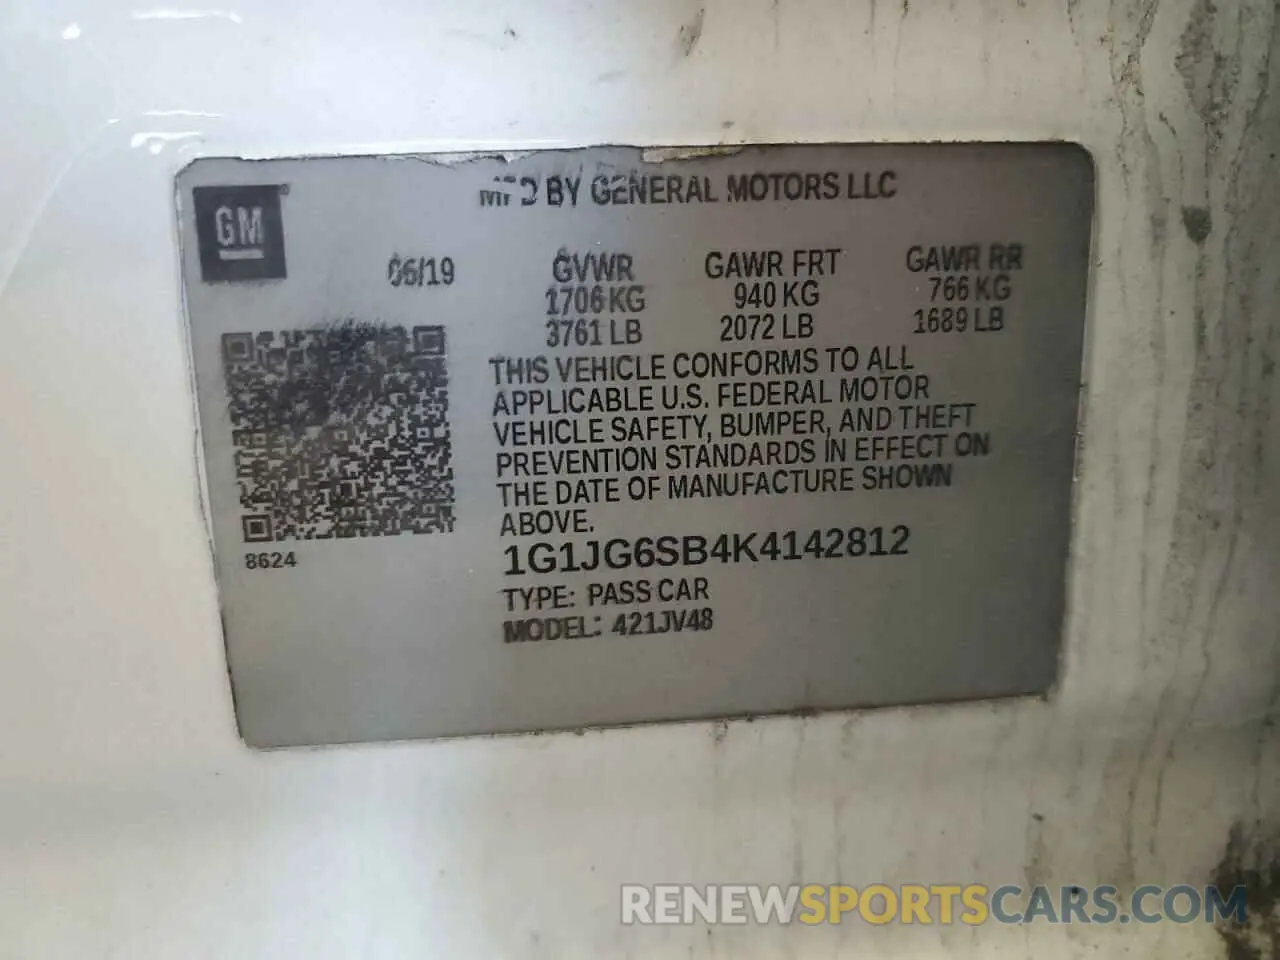 MFD BY GENERAL MOTORS LLC
GM
06/19
GVWR GAWR FRT GAWR RR
1706 KG 940 KG 766 KG
3761 LB 2072 LB 1689 LB
THIS VEHICLE CONFORMS TO ALL
APPLICABLE U.S. FEDERAL MOTOR
VEHICLE SAFETY, BUMPER, AND THEFT
PREVENTION STANDARDS IN EFFECT ON
THE DATE OF MANUFACTURE SHOWN
ABOVE.
8624
1G1JG6SB4K4142812
TYPE: PASS CAR
MODEL: 421JV48
RENEWSPORTSCARS.COM